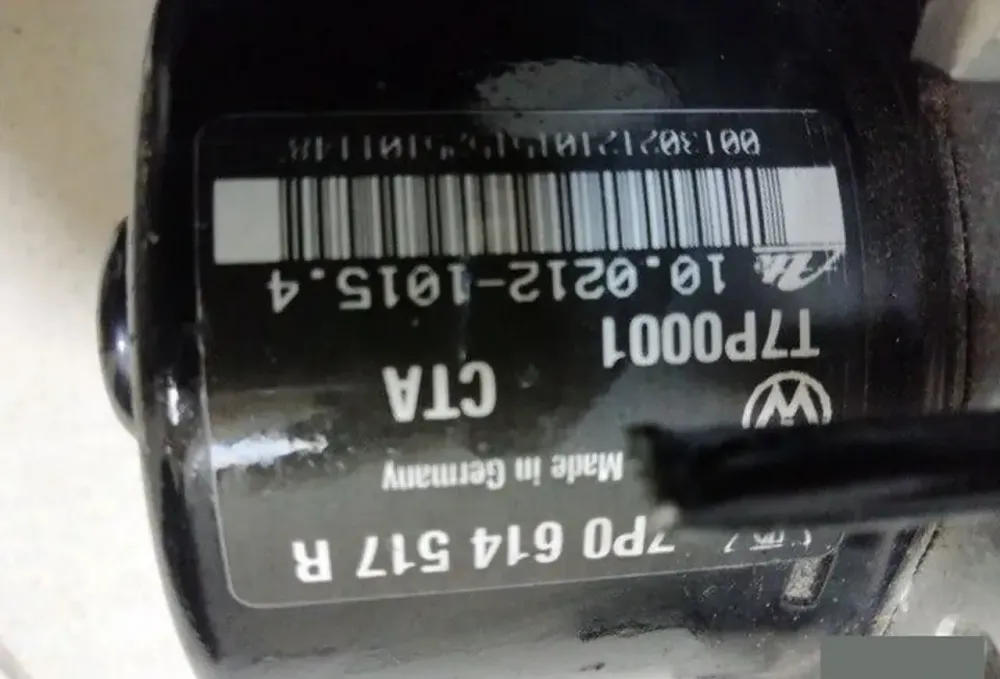 7P0 614 517 R
Made in Germany
CTA
T7P0001
10.0212-1015.4